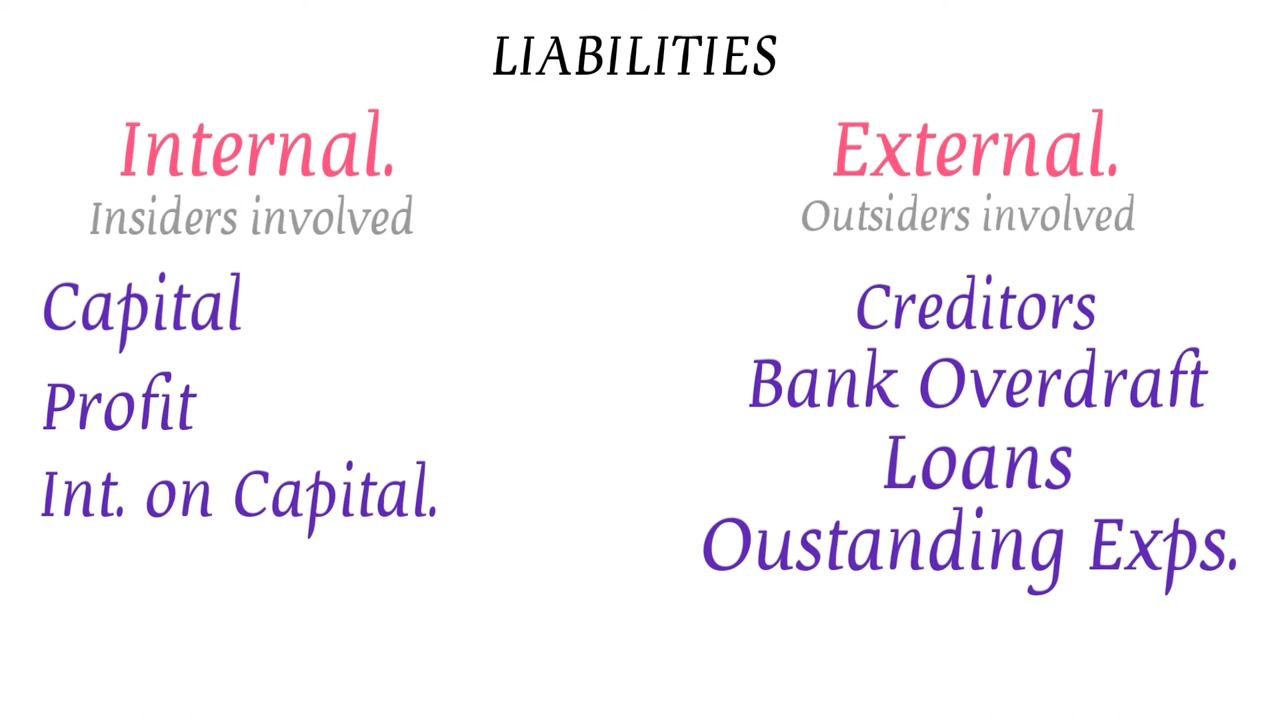 LIABILITIES
Internal.
Insiders involved
Capital
Profit
Int. on Capital.
External.
Outsiders involved
Creditors
Bank Overdraft
Loans
Oustanding Exps.